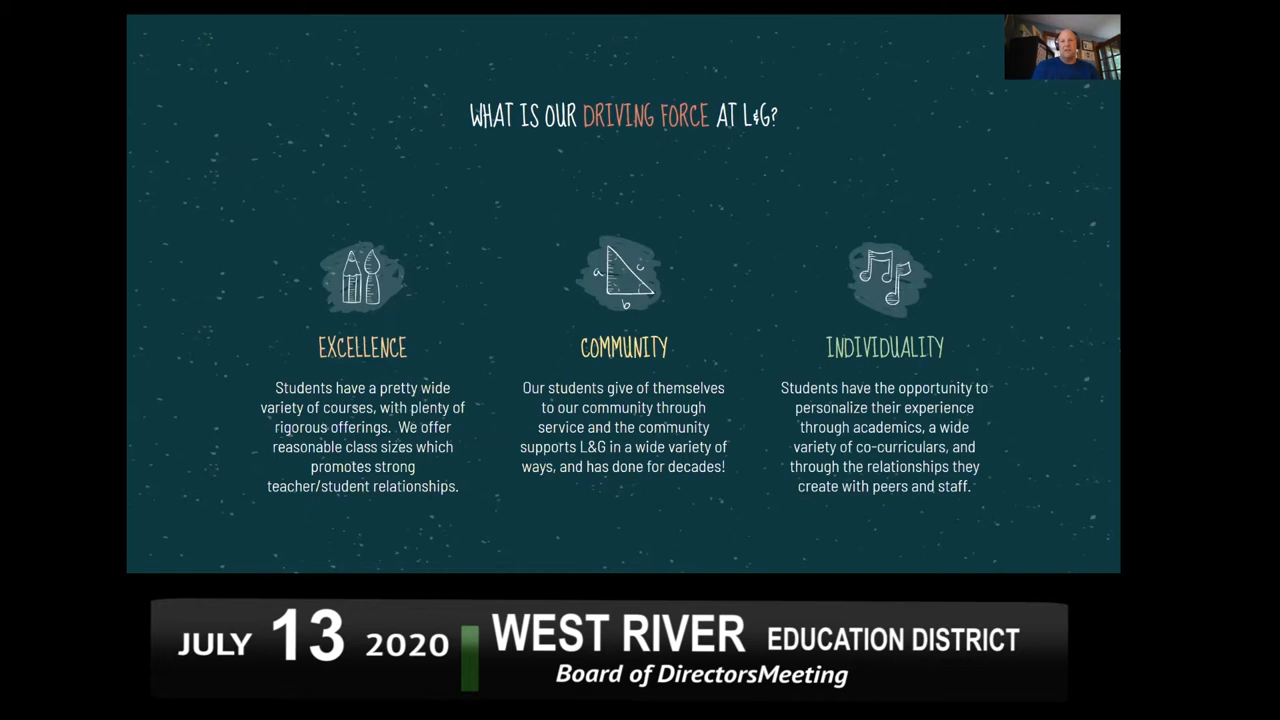 WHAT IS OUR DRIVING FORCE AT L&G?
a
c
b
EXCELLENCE
Students have a pretty wide
variety of courses, with plenty of
rigorous offerings. We offer
reasonable class sizes which
promotes strong
teacher/student relationships.
COMMUNITY
Our students give of themselves
to our community through
service and the community
supports L&G in a wide variety of
ways, and has done for decades!
INDIVIDUALITY
Students have the opportunity to
personalize their experience
through academics, a wide
variety of co-curriculars, and
through the relationships they
create with peers and staff.
JULY 13 2020
WEST RIVER EDUCATION DISTRICT
Board of DirectorsMeeting